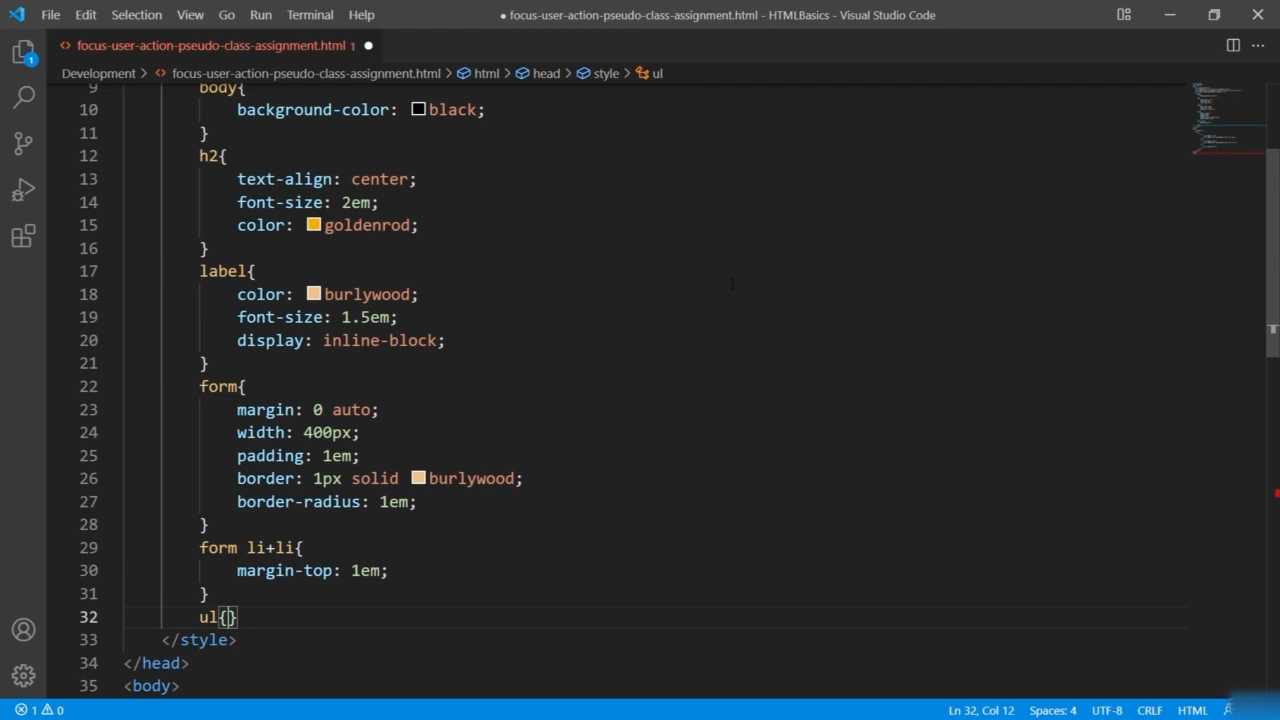 File Edit Selection View Go Run Terminal Help
● focus-user-action-pseudo-class-assignment.html - HTMLBasics - Visual Studio Code
focus-user-action-pseudo-class-assignment.html 1
Development > focus-user-action-pseudo-class-assignment.html > html > head > style > ul
1
9 body{
10 background-color: black;
11 }
12 h2{
13 text-align: center;
14 font-size: 2em;
15 color: goldenrod;
16 }
17 label{
18 color: burlywood;
19 font-size: 1.5em;
20 display: inline-block;
21 }
22 form{
23 margin: 0 auto;
24 width: 400px;
25 padding: 1em;
26 border: 1px solid burlywood;
27 border-radius: 1em;
28 }
29 form li+li{
30 margin-top: 1em;
31 }
32 ul{}
33 </style>
34 </head>
35 <body>
1 0
Ln 32, Col 12 Spaces: 4 UTF-8 CRLF HTML